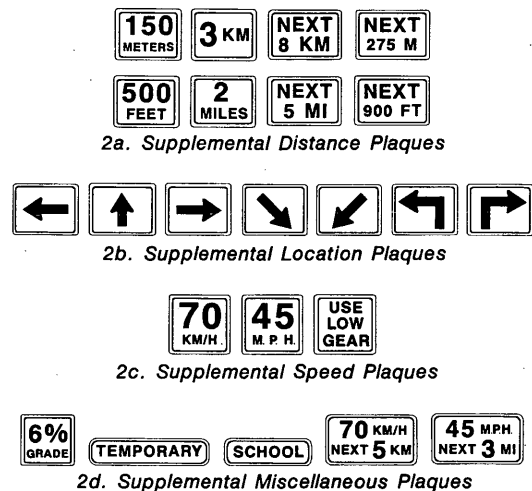 150 METERS
3 KM
NEXT 8 KM
NEXT 275 M
500 FEET
2 MILES
NEXT 5 MI
NEXT 900 FT
2a. Supplemental Distance Plaques
2b. Supplemental Location Plaques
70 KM/H.
45 M. P. H.
USE LOW GEAR
2c. Supplemental Speed Plaques
6% GRADE
TEMPORARY
SCHOOL
70 KM/H NEXT 5 KM
45 M.P.H. NEXT 3 MI
2d. Supplemental Miscellaneous Plaques